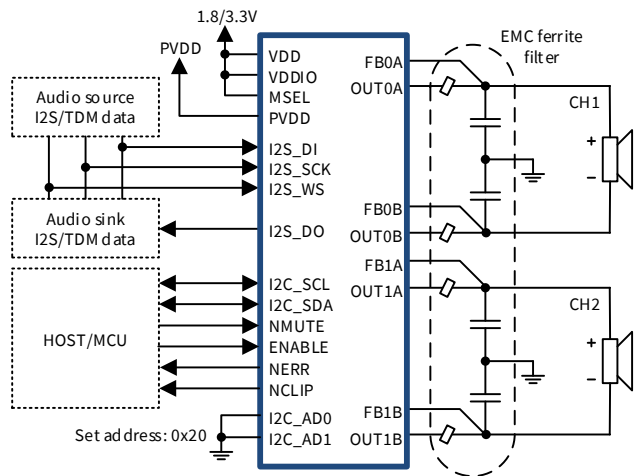 1.8/3.3V
PVDD
Audio source
I2S/TDM data
Audio sink
I2S/TDM data
HOST/MCU
Set address: 0x20
VDD
VDDIO
MSEL
PVDD
I2S_DI
I2S_SCK
I2S_WS
I2S_DO
I2C_SCL
I2C_SDA
NMUTE
ENABLE
NERR
NCLIP
I2C_AD0
I2C_AD1
FB0A
OUT0A
FB0B
OUT0B
FB1A
OUT1A
FB1B
OUT1B
EMC ferrite
filter
CH1
+
–
CH2
+
–